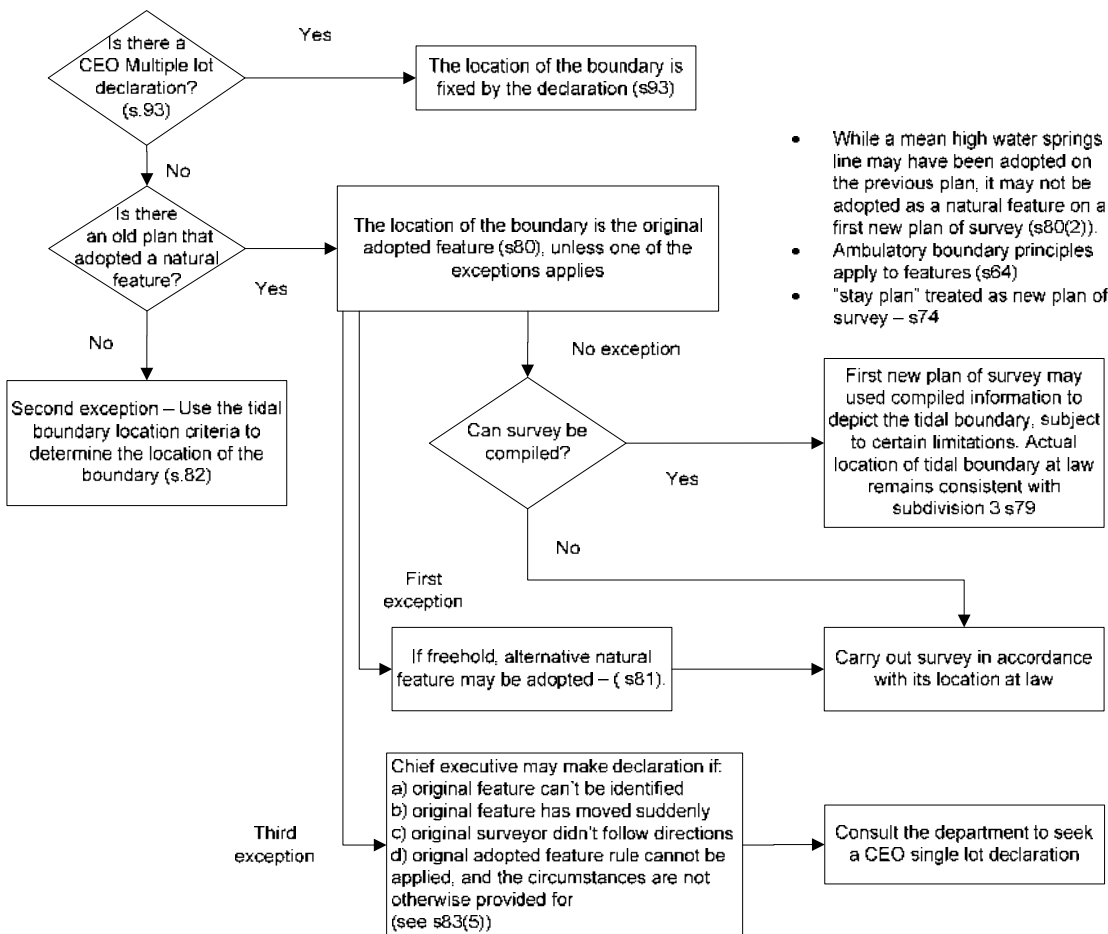 Is there a
CEO Multiple lot
declaration?
(s.93)
Yes
The location of the boundary is
fixed by the declaration (s93)
No
Is there
an old plan that
adopted a natural
feature?
Yes
The location of the boundary is the original
adopted feature (s80), unless one of the
exceptions applies
• While a mean high water springs
line may have been adopted on
the previous plan, it may not be
adopted as a natural feature on a
first new plan of survey (s80(2)).
• Ambulatory boundary principles
apply to features (s64)
• "stay plan" treated as new plan of
survey – s74
No
Second exception – Use the tidal
boundary location criteria to
determine the location of the
boundary (s.82)
No exception
Can survey be
compiled?
Yes
First new plan of survey may
used compiled information to
depict the tidal boundary, subject
to certain limitations. Actual
location of tidal boundary at law
remains consistent with
subdivision 3 s79
No
First
exception
If freehold, alternative natural
feature may be adopted – ( s81).
Carry out survey in accordance
with its location at law
Third
exception
Chief executive may make declaration if:
a) original feature can't be identified
b) original feature has moved suddenly
c) original surveyor didn't follow directions
d) orignal adopted feature rule cannot be
applied, and the circumstances are not
otherwise provided for
(see s83(5))
Consult the department to seek
a CEO single lot declaration